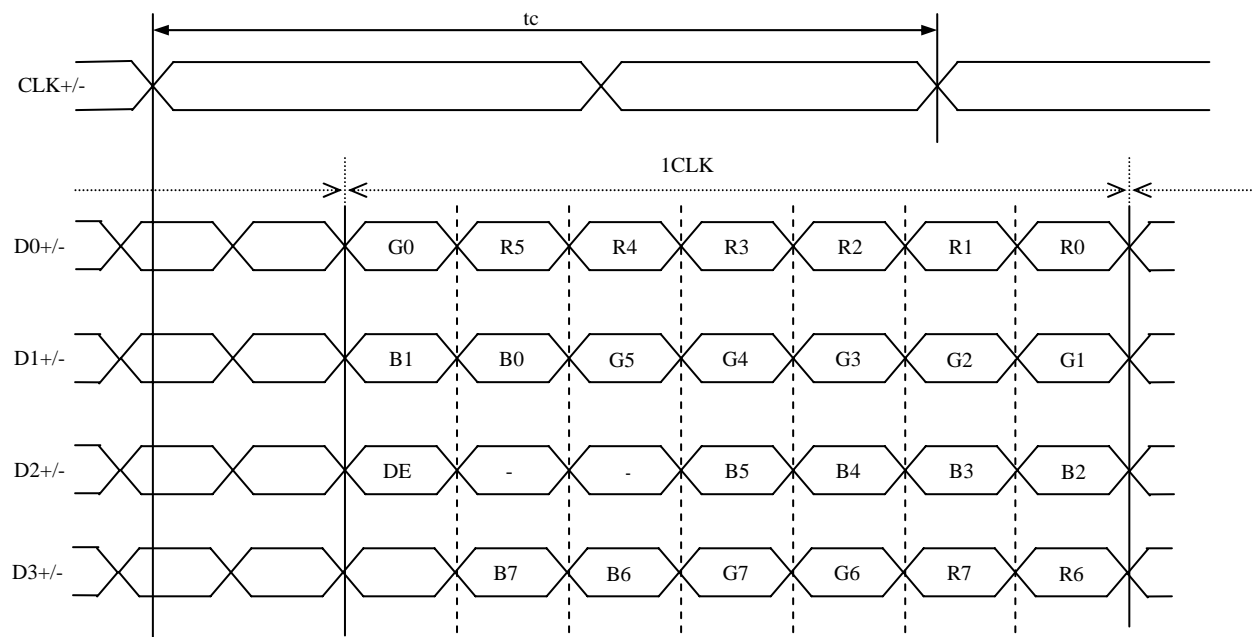 tc
CLK+/-
1CLK
D0+/- G0 R5 R4 R3 R2 R1 R0
D1+/- B1 B0 G5 G4 G3 G2 G1
D2+/- DE - - B5 B4 B3 B2
D3+/- B7 B6 G7 G6 R7 R6